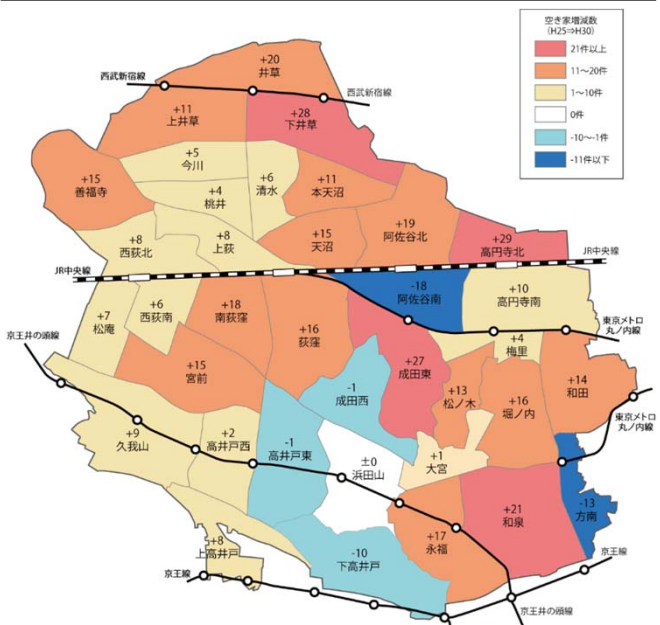 空き家増減数
(H25⇒H30)
21件以上
11～20件
1～10件
0件
-10～-1件
-11件以下
+20
井草
西武新宿線
西武新宿線
+11
上井草
+28
下井草
+5
今川
+6
清水
+11
本天沼
+15
善福寺
+4
桃井
+8
西荻北
+8
上荻
+15
天沼
+19
阿佐谷北
+29
高円寺北
JR中央線
JR中央線
-18
阿佐谷南
+10
高円寺南
+7
松庵
+6
西荻南
+18
南荻窪
+16
荻窪
東京メトロ
丸ノ内線
+4
梅里
京王井の頭線
+15
宮前
-1
成田西
+27
成田東
+13
松ノ木
+16
堀ノ内
+14
和田
東京メトロ
丸ノ内線
+9
久我山
+2
高井戸西
-1
高井戸東
±0
浜田山
+1
大宮
+21
和泉
-13
方南
+8
上高井戸
-10
下高井戸
+17
永福
京王線
京王線
京王井の頭線